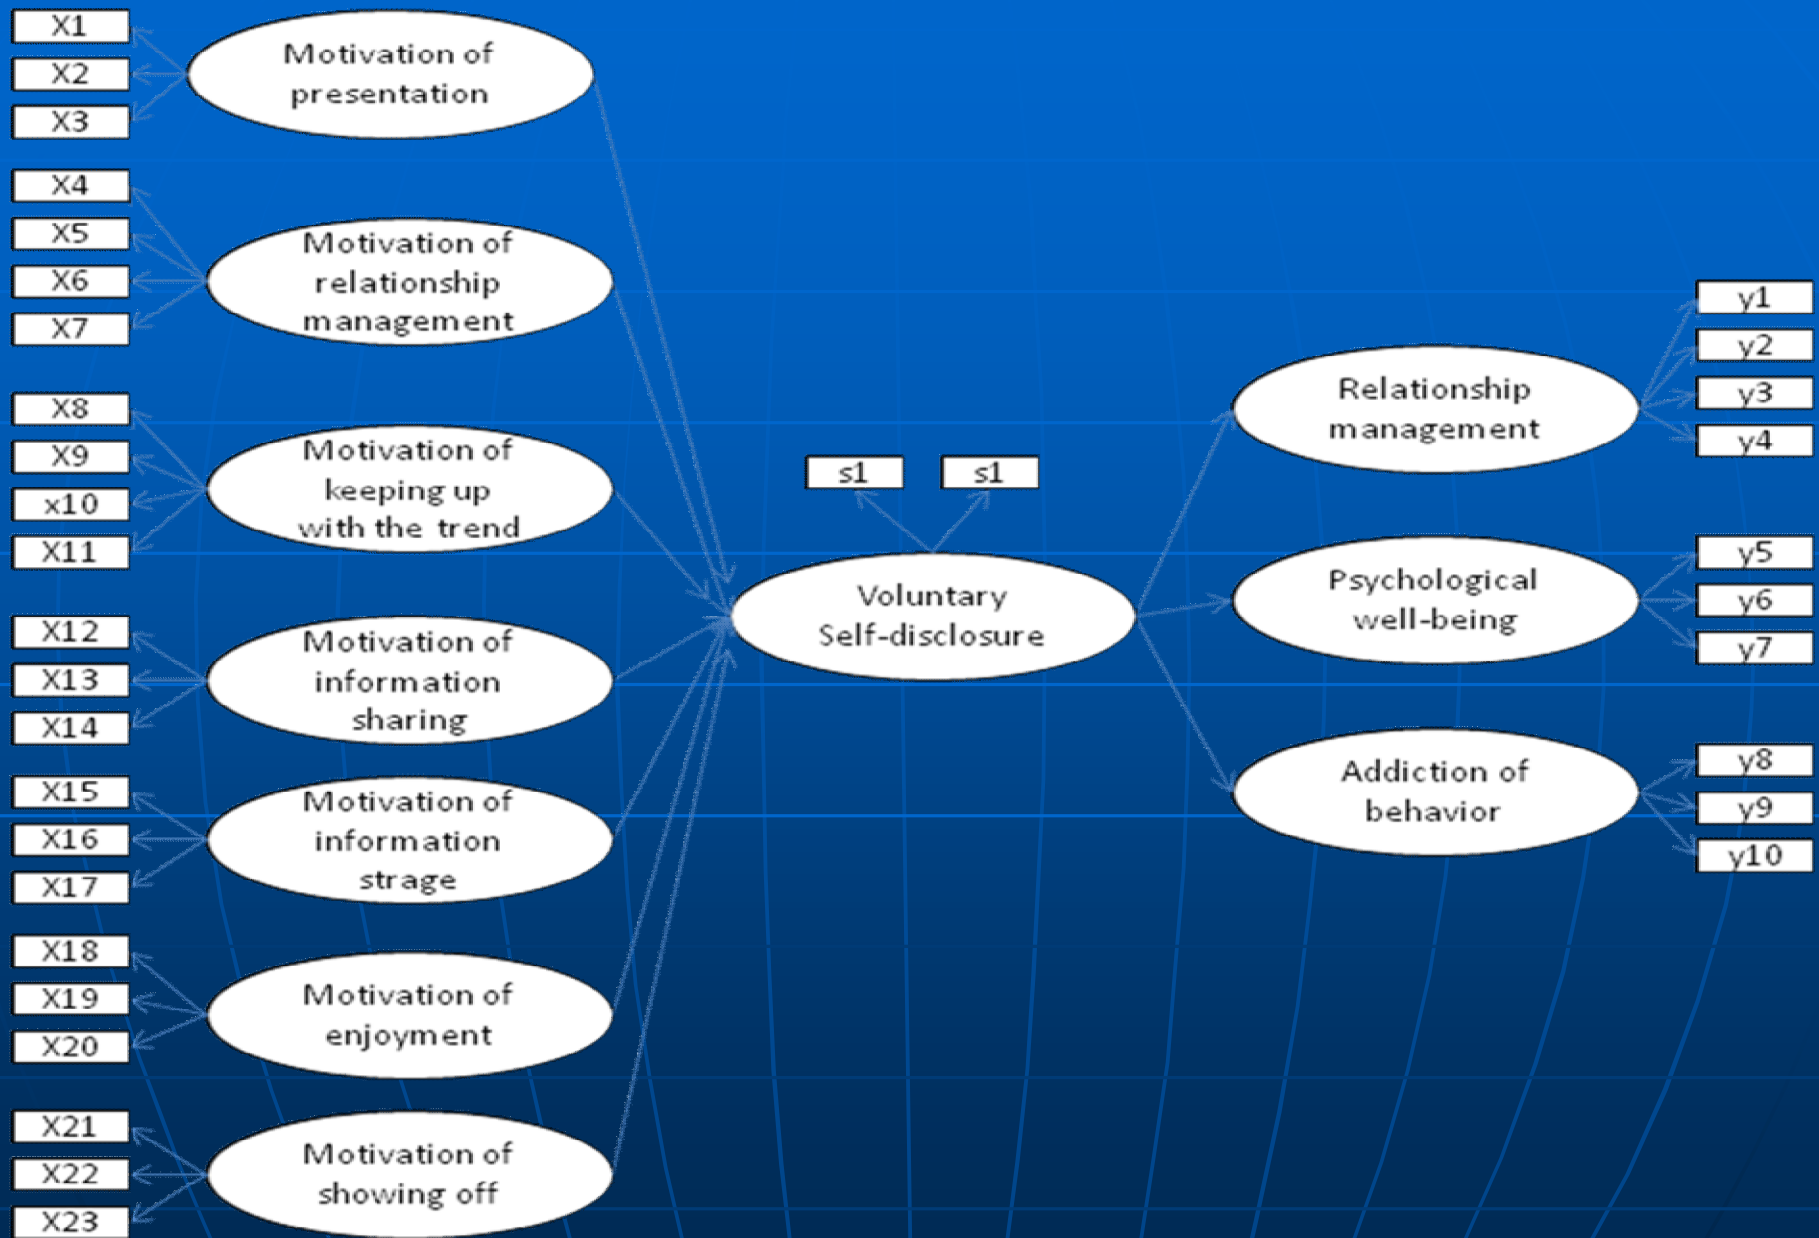 X1
X2
X3
Motivation of
presentation
X4
X5
X6
X7
Motivation of
relationship
management
X8
X9
x10
X11
Motivation of
keeping up
with the trend
X12
X13
X14
Motivation of
information
sharing
X15
X16
X17
Motivation of
information
strage
X18
X19
X20
Motivation of
enjoyment
X21
X22
X23
Motivation of
showing off
s1
s1
Voluntary
Self-disclosure
Relationship
management
y1
y2
y3
y4
Psychological
well-being
y5
y6
y7
Addiction of
behavior
y8
y9
y10